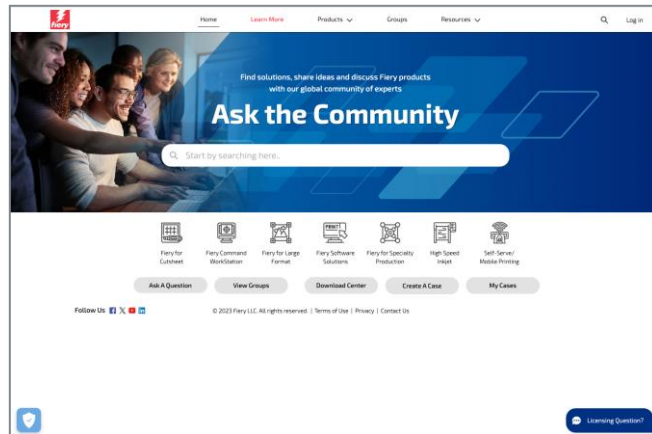 fiery
Home
Learn More
Products
Groups
Resources
Log in
Find solutions, share ideas and discuss Fiery products
with our global community of experts
Ask the Community
Start by searching here..
Fiery for
Cutsheet
Fiery Command
WorkStation
Fiery for Large
Format
PRINT
Fiery Software
Solutions
Fiery for Specialty
Production
High Speed
Inkjet
Self-Serve/
Mobile Printing
Ask A Question
View Groups
Download Center
Create A Case
My Cases
Follow Us
© 2023 Fiery LLC. All rights reserved. | Terms of Use | Privacy | Contact Us
Licensing Question?